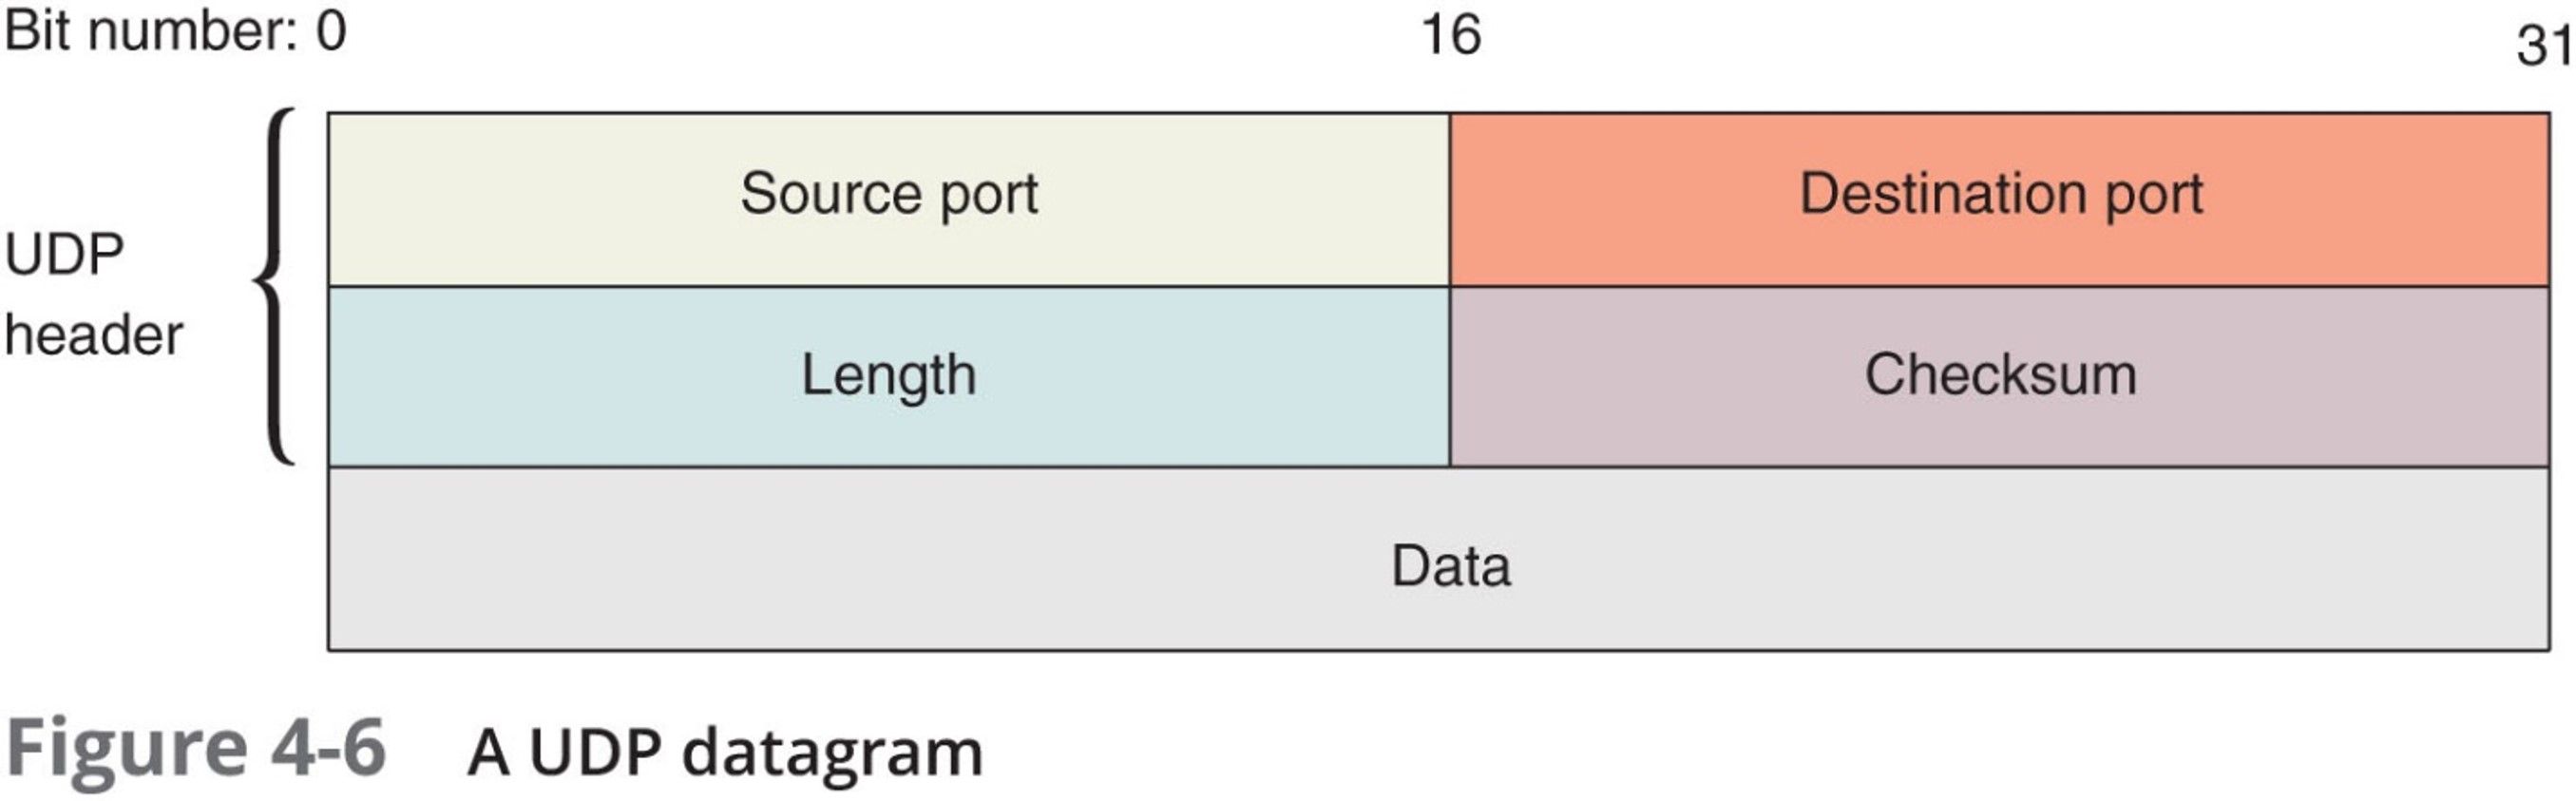 Bit number: 0 16 31
Source port Destination port
UDP
header
Length Checksum
Data
Figure 4-6 A UDP datagram